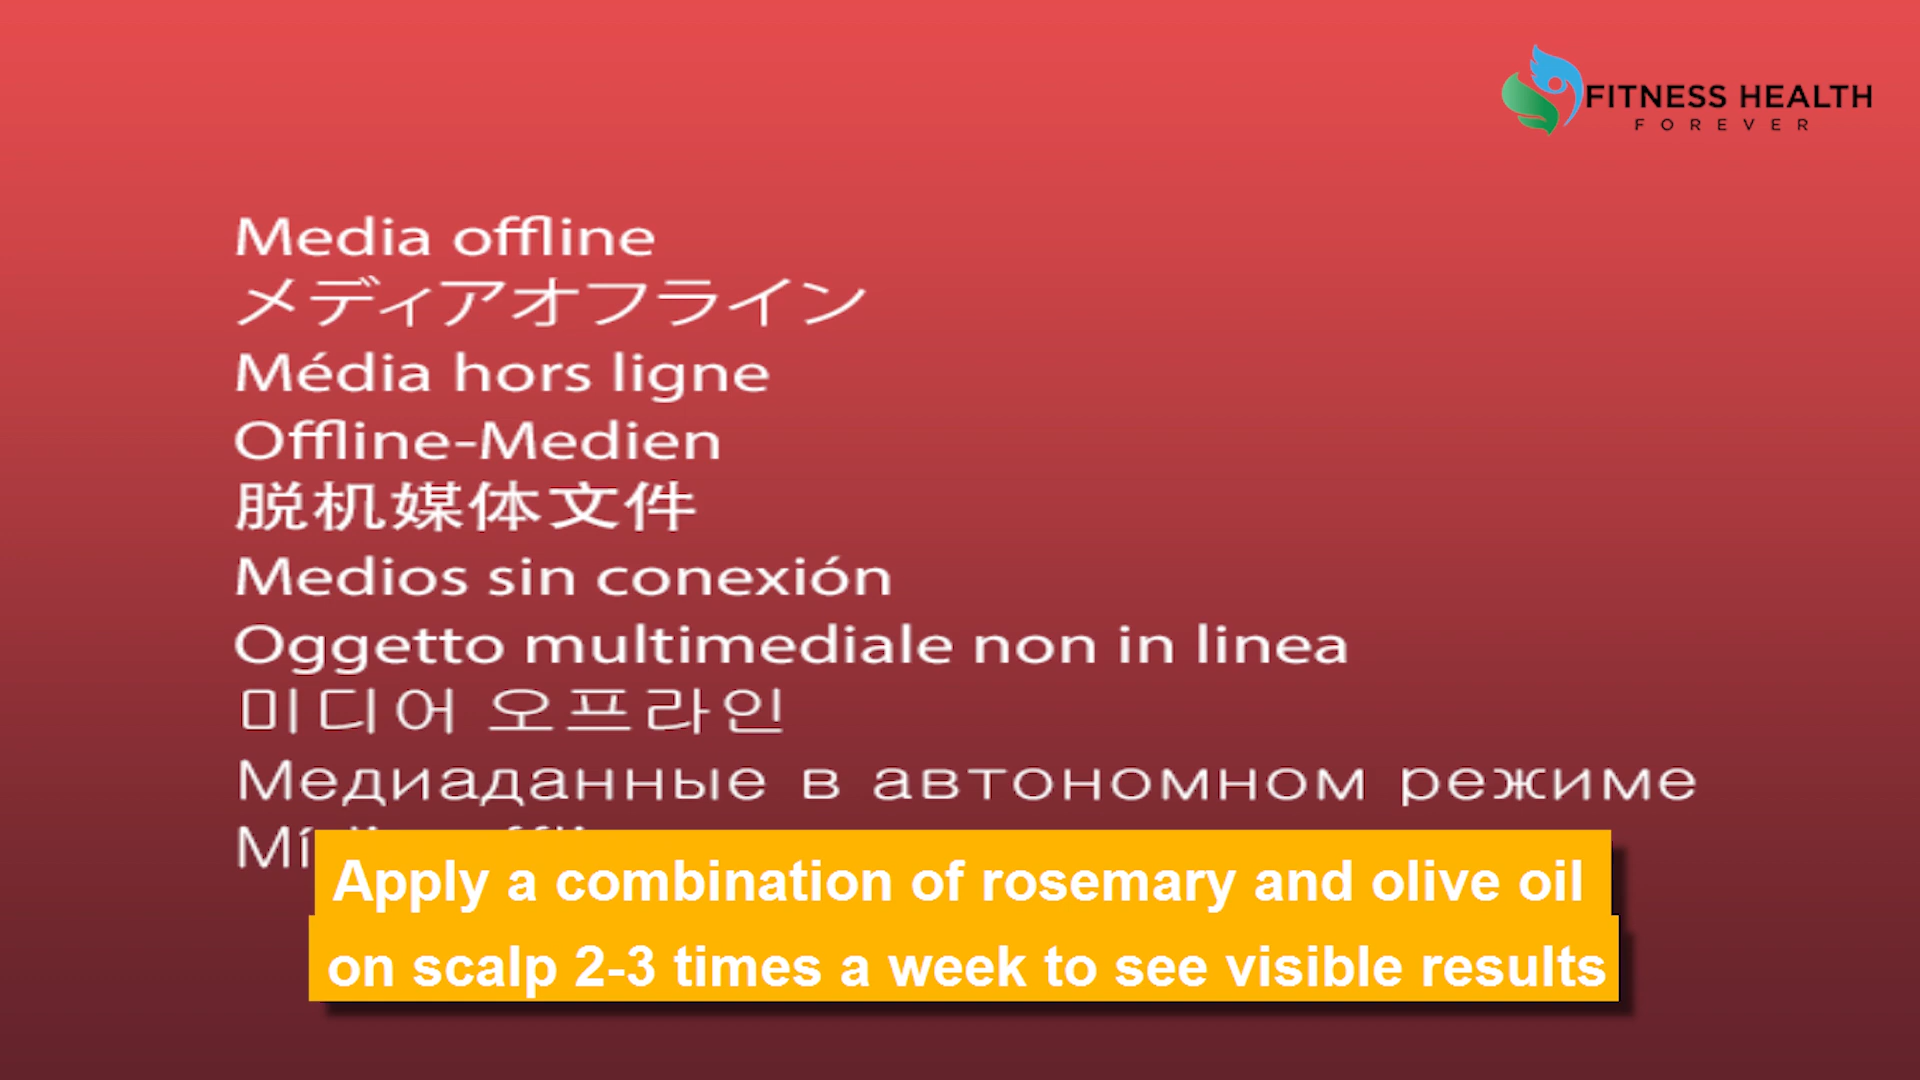 FITNESS HEALTH
FOREVER
Media offline
メディアオフライン
Média hors ligne
Offline-Medien
脱机媒体文件
Medios sin conexión
Oggetto multimediale non in linea
미디어 오프라인
Медиаданные в автономном режиме
Apply a combination of rosemary and olive oil
on scalp 2-3 times a week to see visible results